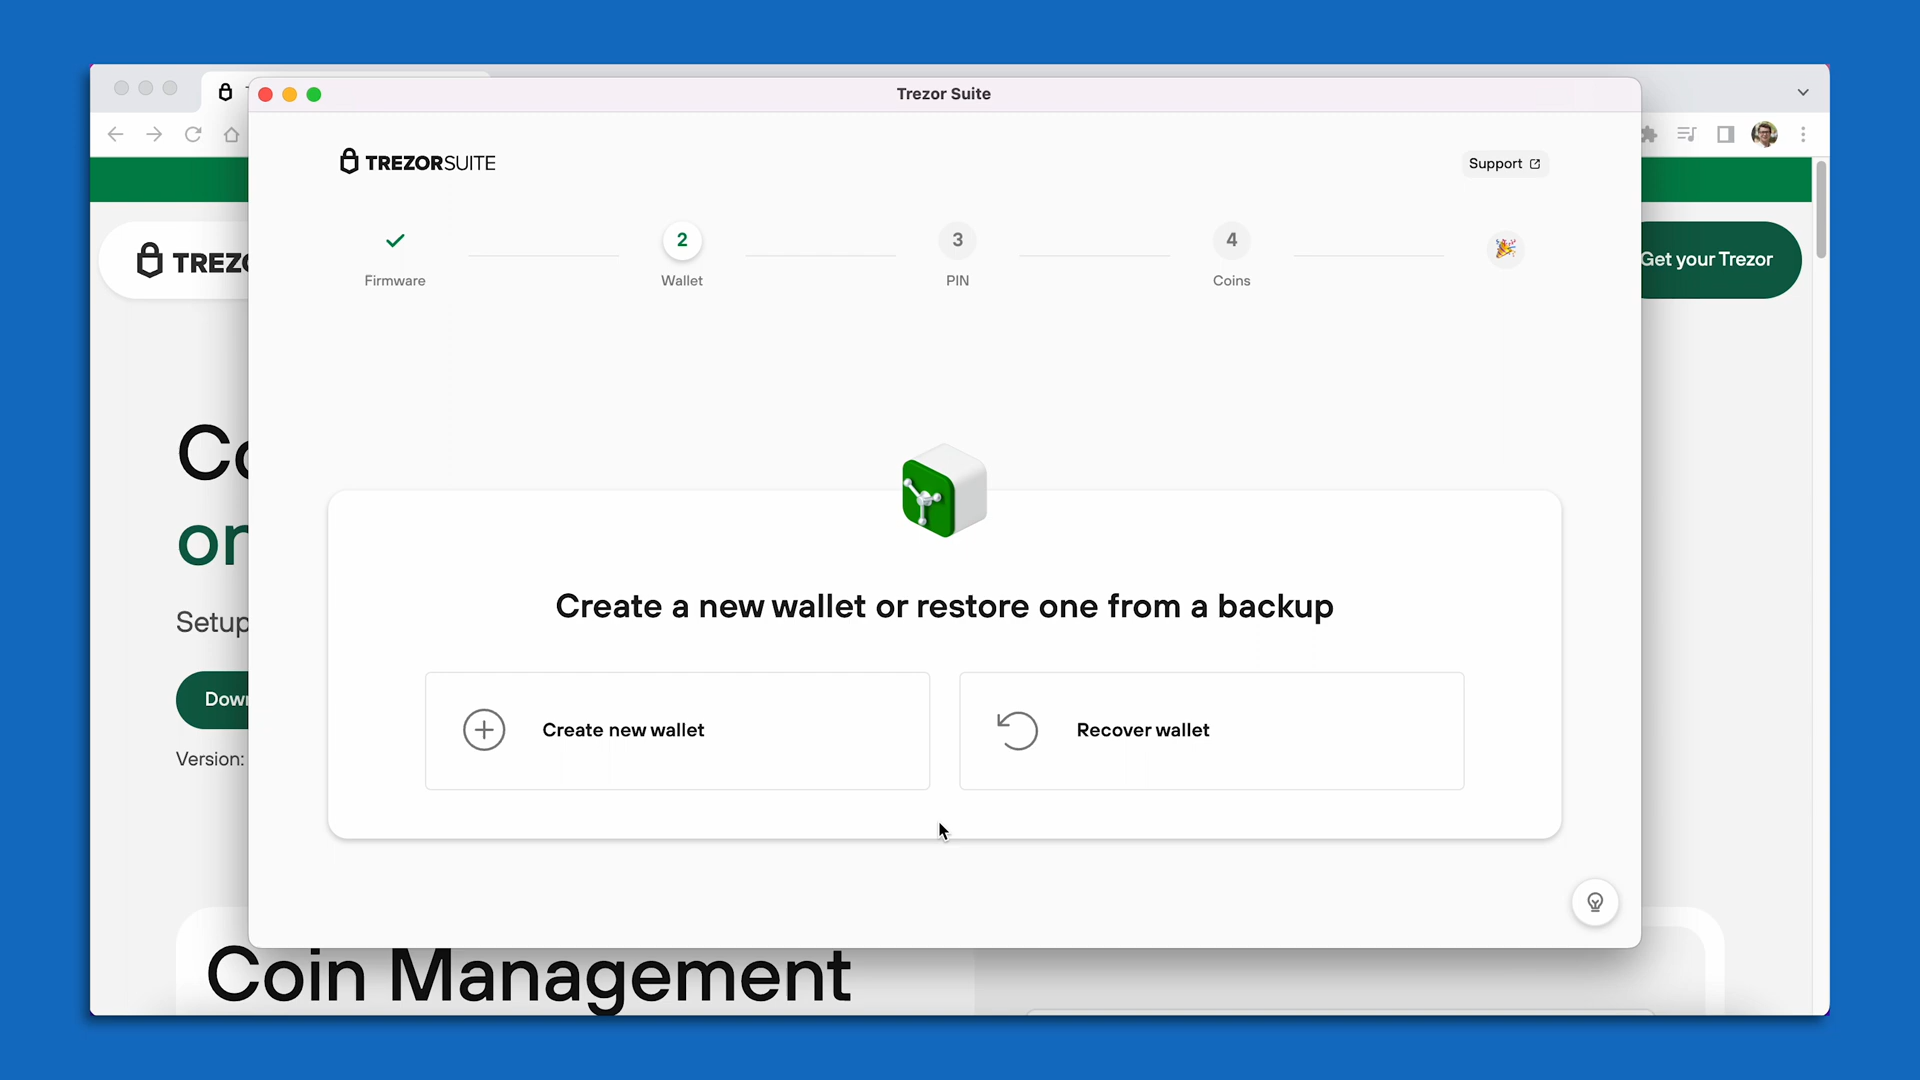 Trezor Suite
TREZORSUITE
Support
2
3
4
Firmware
Wallet
PIN
Coins
Get your Trezor
Create a new wallet or restore one from a backup
Create new wallet
Recover wallet
Setup
Version:
Coin Management